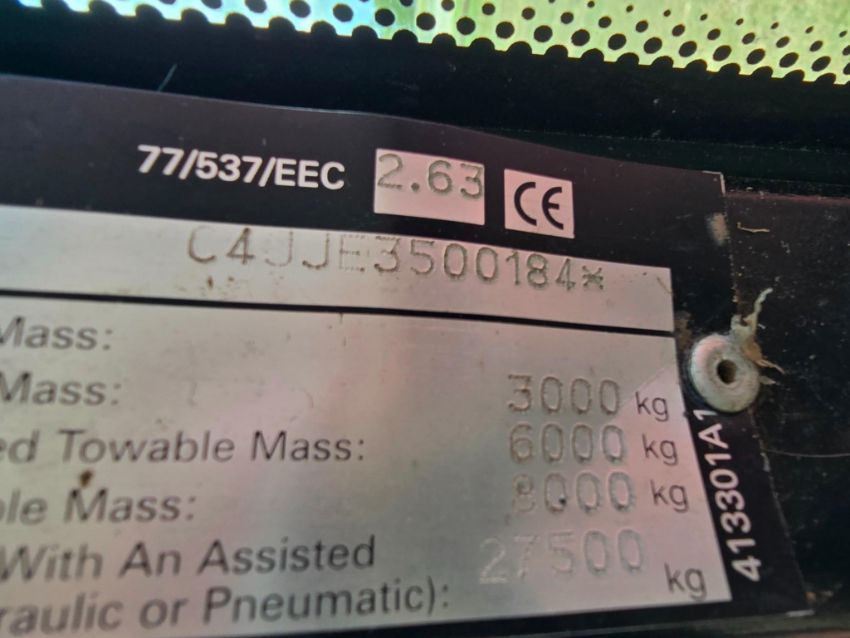 77/537/EEC 2.63 CE
C4JJE3500184*
Mass:
Mass: 3000 kg
ed Towable Mass: 6000 kg
ble Mass: 8000 kg
With An Assisted 27500
raulic or Pneumatic): kg
413301A1